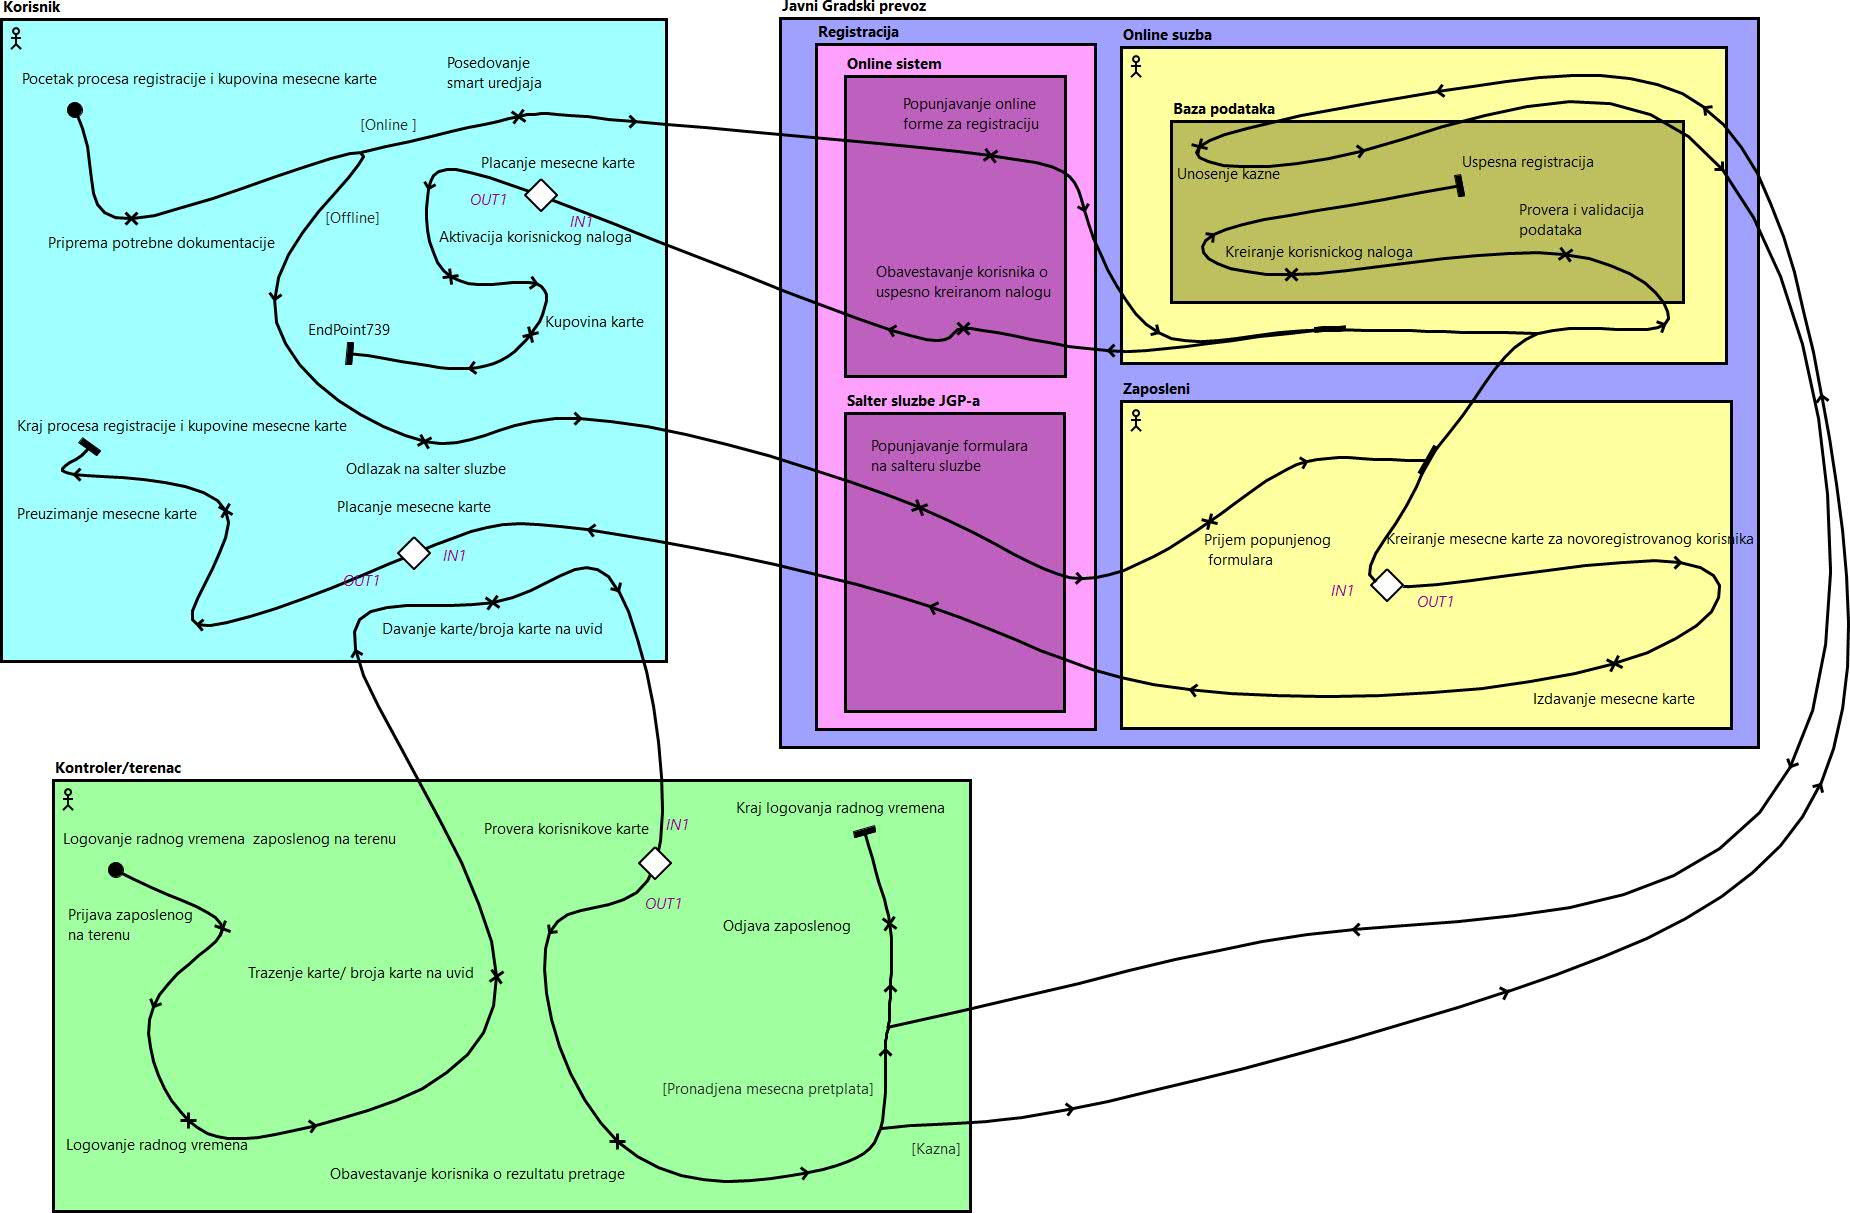 Korisnik
Pocetak procesa registracije i kupovina mesecne karte
Posedovanje
smart uredjaja
[Online ]
Priprema potrebne dokumentacije
[Offline]
Placanje mesecne karte
OUT1
IN1
Aktivacija korisnickog naloga
EndPoint739
Kupovina karte
Kraj procesa registracije i kupovine mesecne karte
Odlazak na salter sluzbe
Preuzimanje mesecne karte
Placanje mesecne karte
IN1
OUT1
Davanje karte/broja karte na uvid
Javni Gradski prevoz
Registracija
Online sistem
Popunjavanje online
forme za registraciju
Obavestavanje korisnika o
uspesno kreiranom nalogu
Salter sluzbe JGP-a
Popunjavanje formulara
na salteru sluzbe
Online suzba
Baza podataka
Unosenje kazne
Uspesna registracija
Provera i validacija
podataka
Kreiranje korisnickog naloga
Zaposleni
Prijem popunjenog
formulara
Kreiranje mesecne karte za novoregistrovanog korisnika
IN1
OUT1
Izdavanje mesecne karte
Kontroler/terenac
Logovanje radnog vremena  zaposlenog na terenu
Provera korisnikove karte
IN1
OUT1
Kraj logovanja radnog vremena
Prijava zaposlenog
na terenu
Odjava zaposlenog
Trazenje karte/ broja karte na uvid
[Pronadjena mesecna pretplata]
Logovanje radnog vremena
[Kazna]
Obavestavanje korisnika o rezultatu pretrage